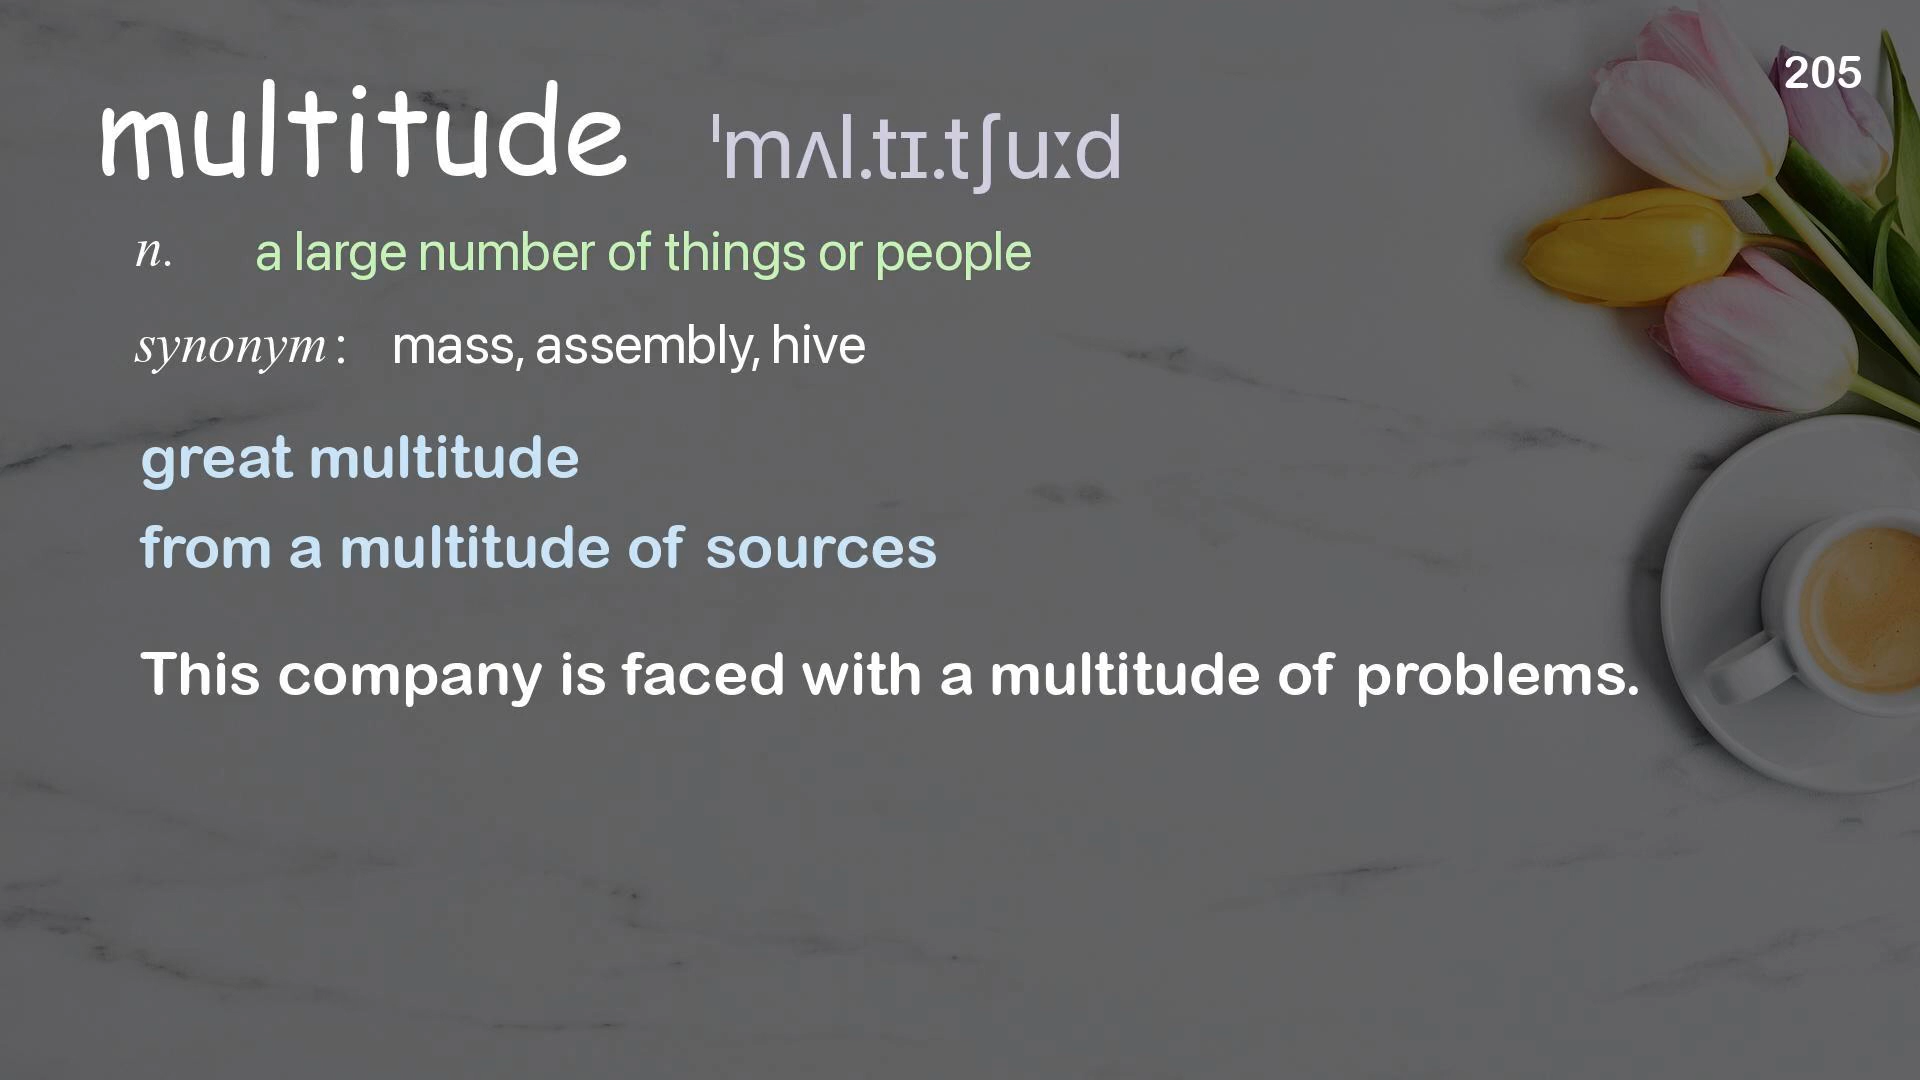 205
multitude ˈmʌl.tɪ.tʃuːd
n. a large number of things or people
synonym: mass, assembly, hive
great multitude
from a multitude of sources
This company is faced with a multitude of problems.